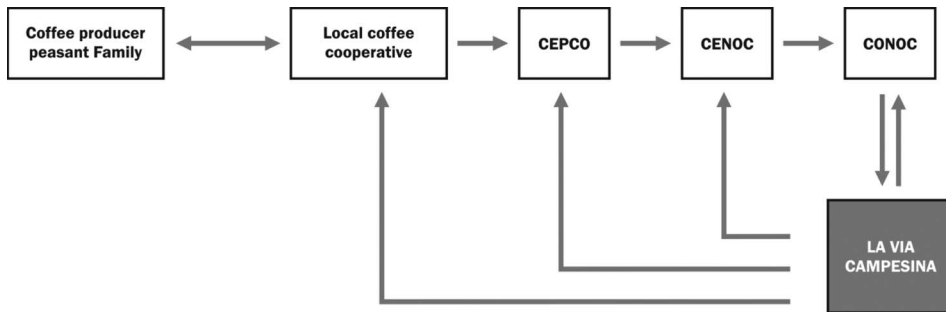 Coffee producer
peasant Family
Local coffee
cooperative
CEPCO
CENOC
CONOC
LA VIA
CAMPESINA